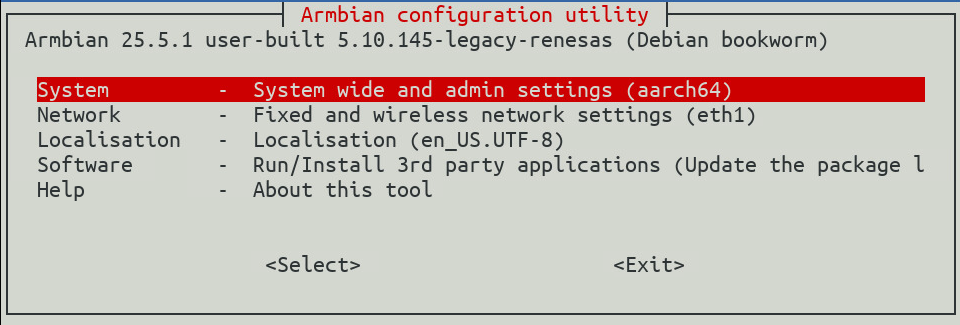 Armbian configuration utility
Armbian 25.5.1 user-built 5.10.145-legacy-renesas (Debian bookworm)
System - System wide and admin settings (aarch64)
Network - Fixed and wireless network settings (eth1)
Localisation - Localisation (en_US.UTF-8)
Software - Run/Install 3rd party applications (Update the package l
Help - About this tool
<Select> <Exit>